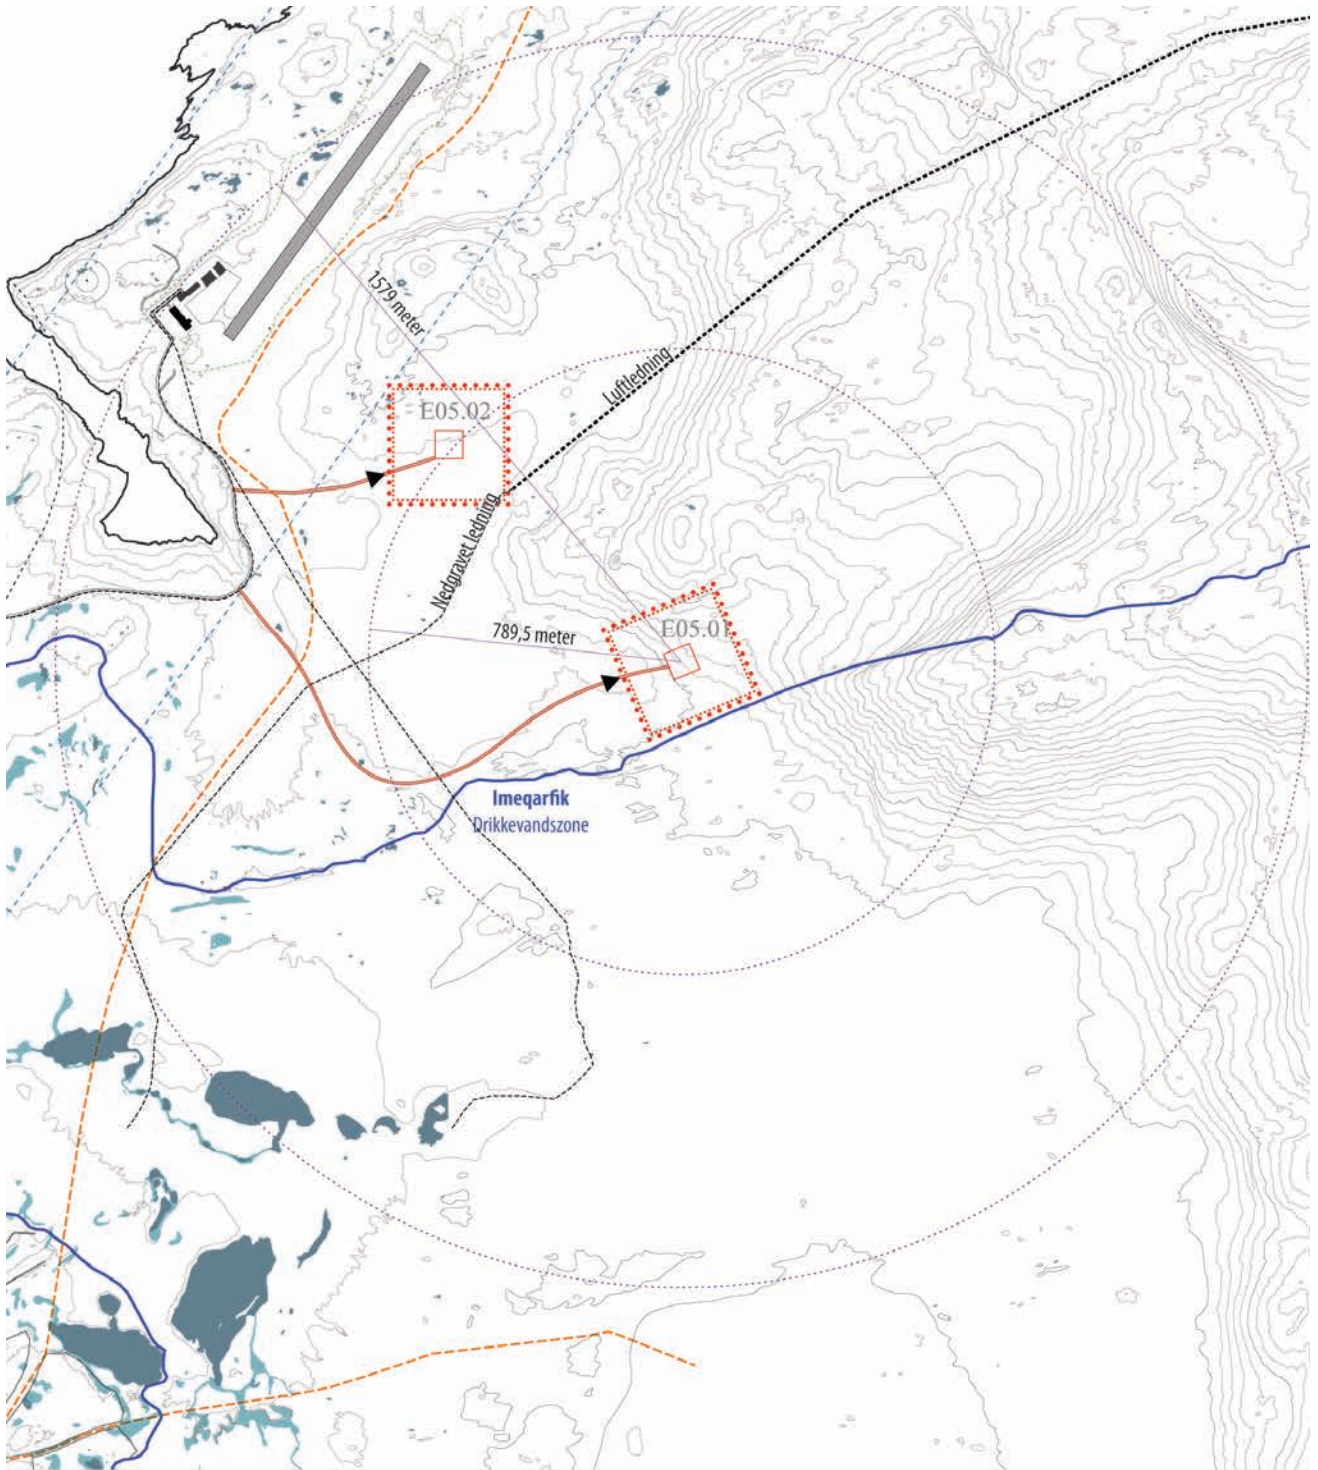 1579 meter
Luftledning
E05.02
Nedgravet ledning
E05.01
789,5 meter
Imeqarfik
Drikkevandszone